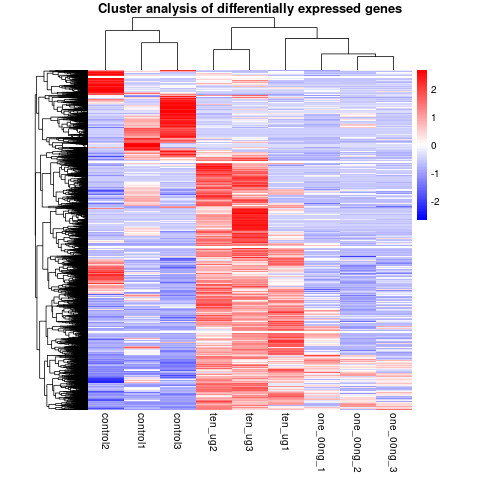 Cluster analysis of differentially expressed genes
2
1
0
-1
-2
control2
control1
control3
ten_ug2
ten_ug3
ten_ug1
one_00ng_1
one_00ng_2
one_00ng_3